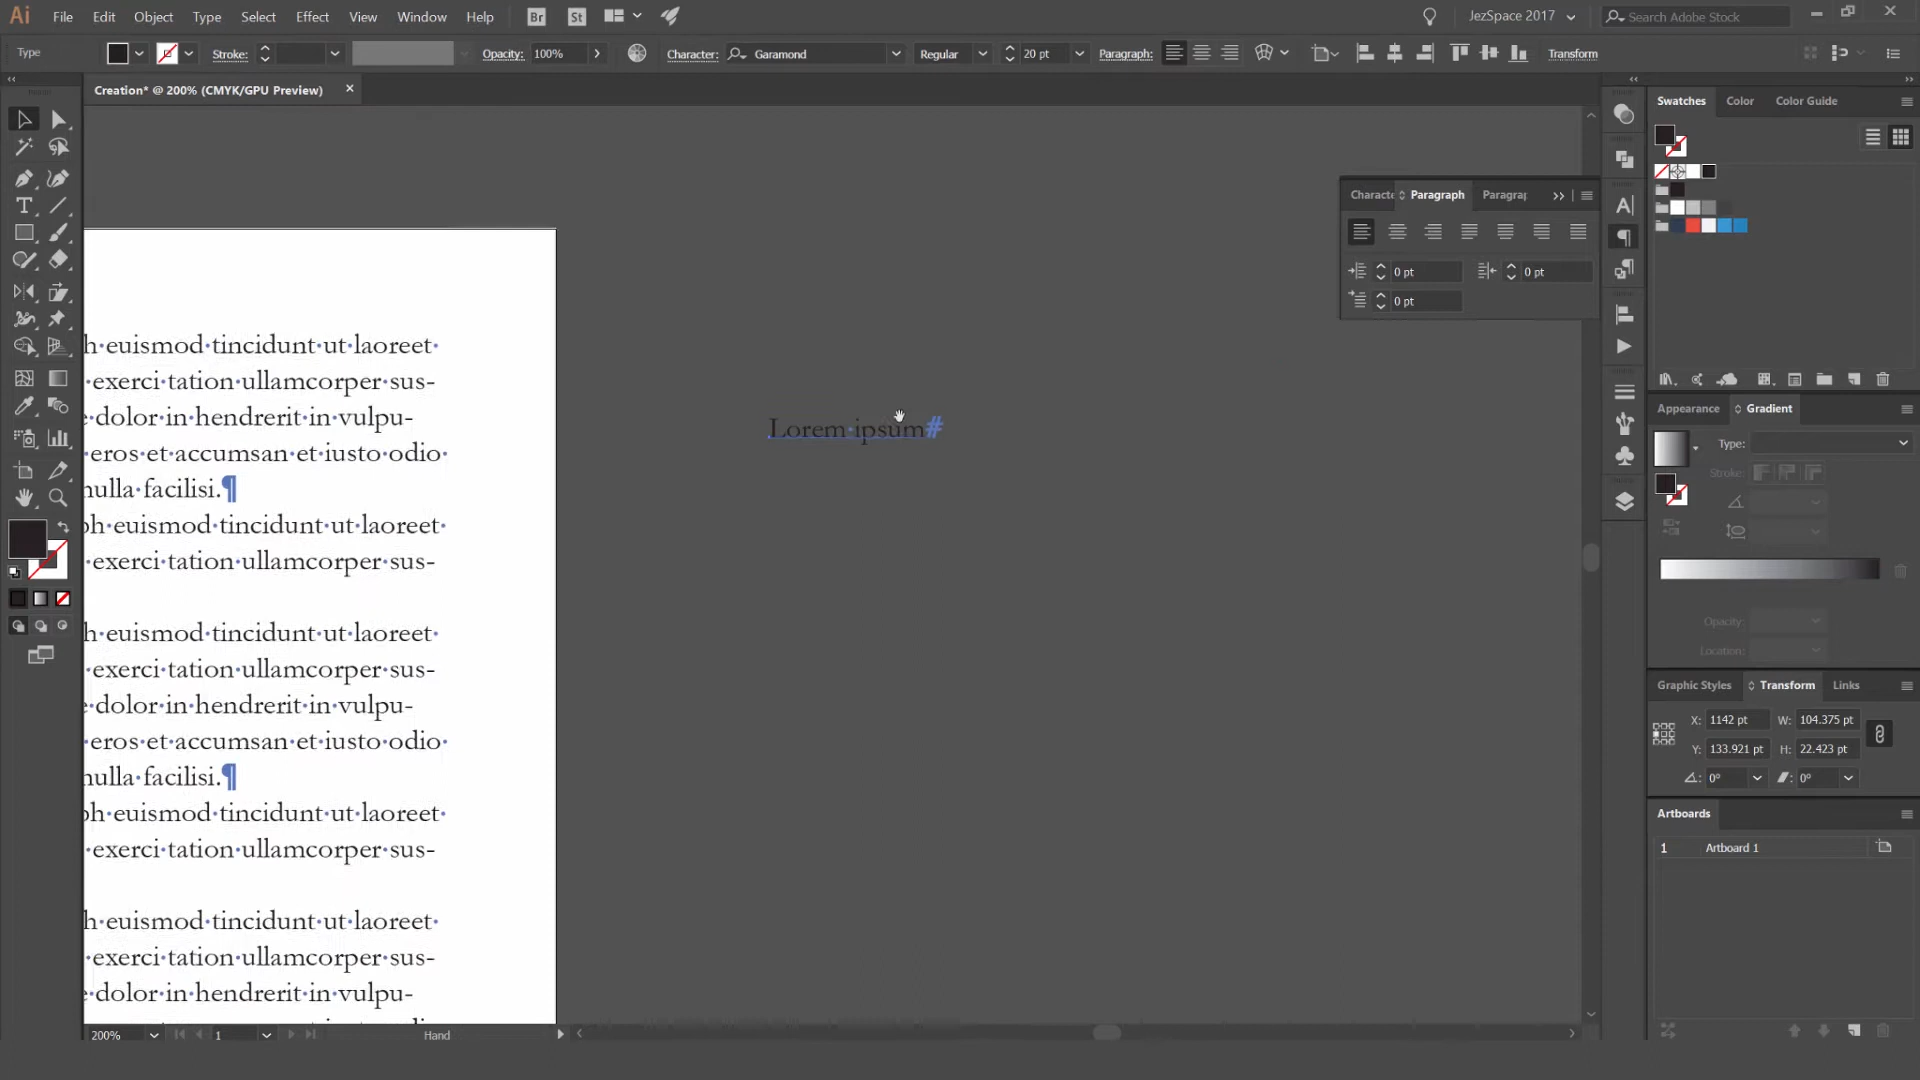 Ai File Edit Object Type Select Effect View Window Help Br St JezSpace 2017 Search Adobe Stock
Type Stroke: Opacity: 100% Character: Garamond Regular 20 pt Paragraph: Transform
Creation* @ 200% (CMYK/GPU Preview)
Swatches Color Color Guide
Characte Paragraph Paragrap
0 pt 0 pt
0 pt
h·euismod·tincidunt·ut·laoreet·
·exerci·tation·ullamcorper·sus-
e·dolor·in·hendrerit·in·vulpu-
·eros·et·accumsan·et·iusto·odio·
nulla·facilisi.¶
oh·euismod·tincidunt·ut·laoreet·
·exerci·tation·ullamcorper·sus-
h·euismod·tincidunt·ut·laoreet·
·exerci·tation·ullamcorper·sus-
e·dolor·in·hendrerit·in·vulpu-
·eros·et·accumsan·et·iusto·odio·
nulla·facilisi.¶
oh·euismod·tincidunt·ut·laoreet·
·exerci·tation·ullamcorper·sus-
h·euismod·tincidunt·ut·laoreet·
·exerci·tation·ullamcorper·sus-
e·dolor·in·hendrerit·in·vulpu-
Lorem·ipsum#
Appearance Gradient
Type:
Stroke:
Opacity:
Location:
Graphic Styles Transform Links
X: 1142 pt W: 104.375 pt
Y: 133.921 pt H: 22.423 pt
0° 0°
Artboards
1 Artboard 1
200% 1 Hand